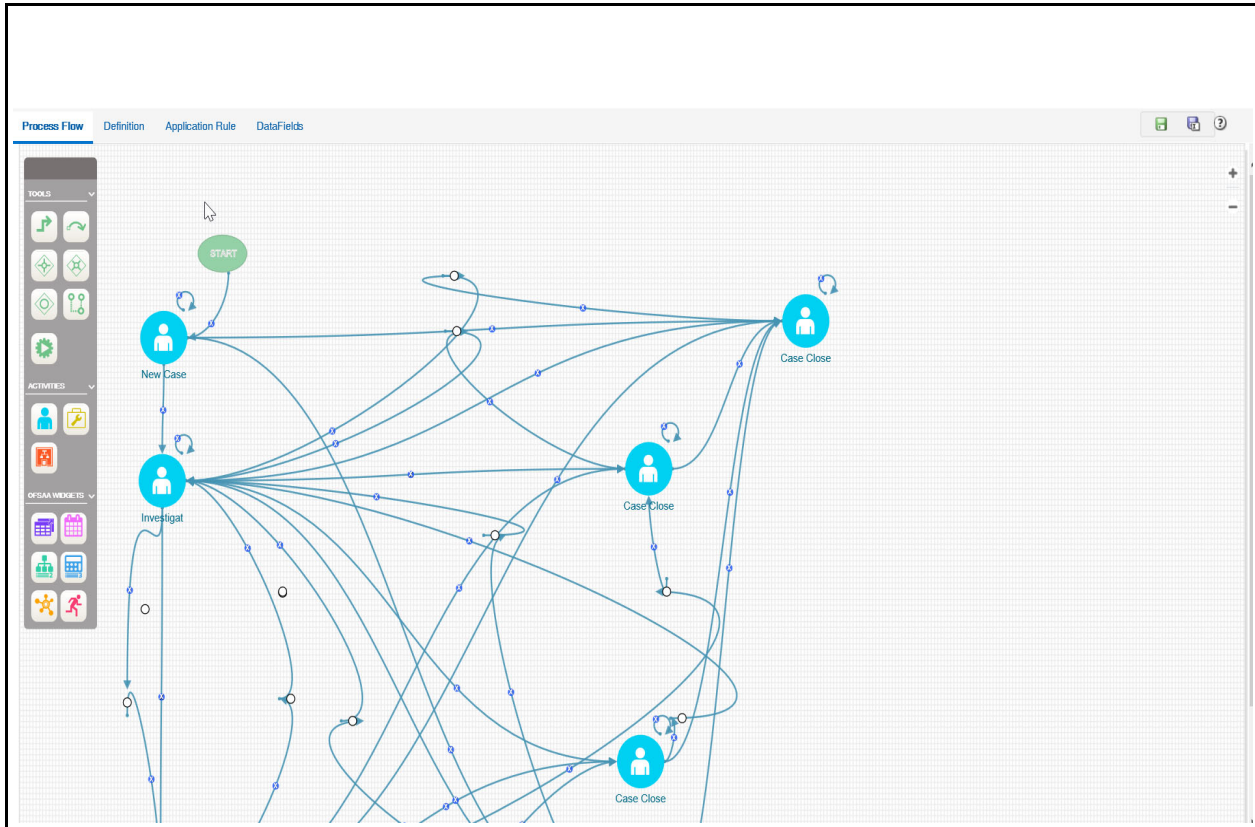 Process Flow Definition Application Rule DataFields
TOOLS
START
New Case
Case Close
ACTIVITIES
Investigat
Case Close
OFSAA WIDGETS
Case Close